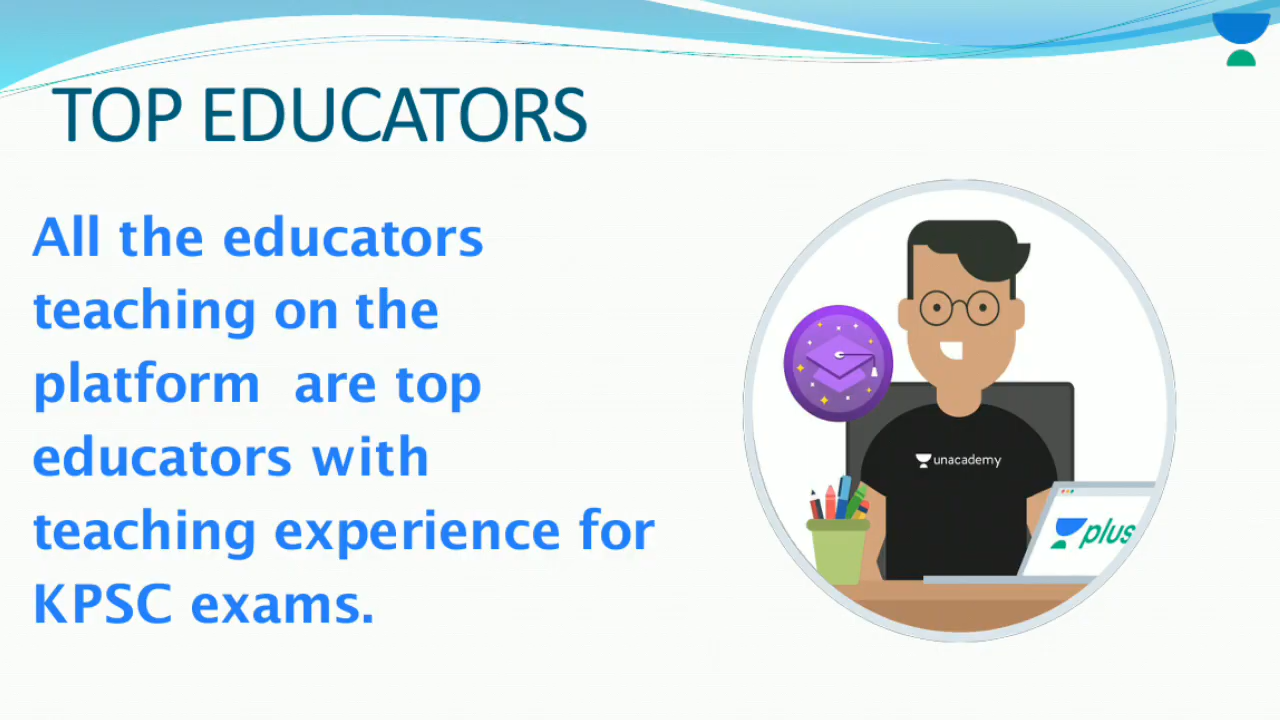 TOP EDUCATORS
All the educators
teaching on the
platform are top
educators with
teaching experience for
KPSC exams.
unacademy
plus